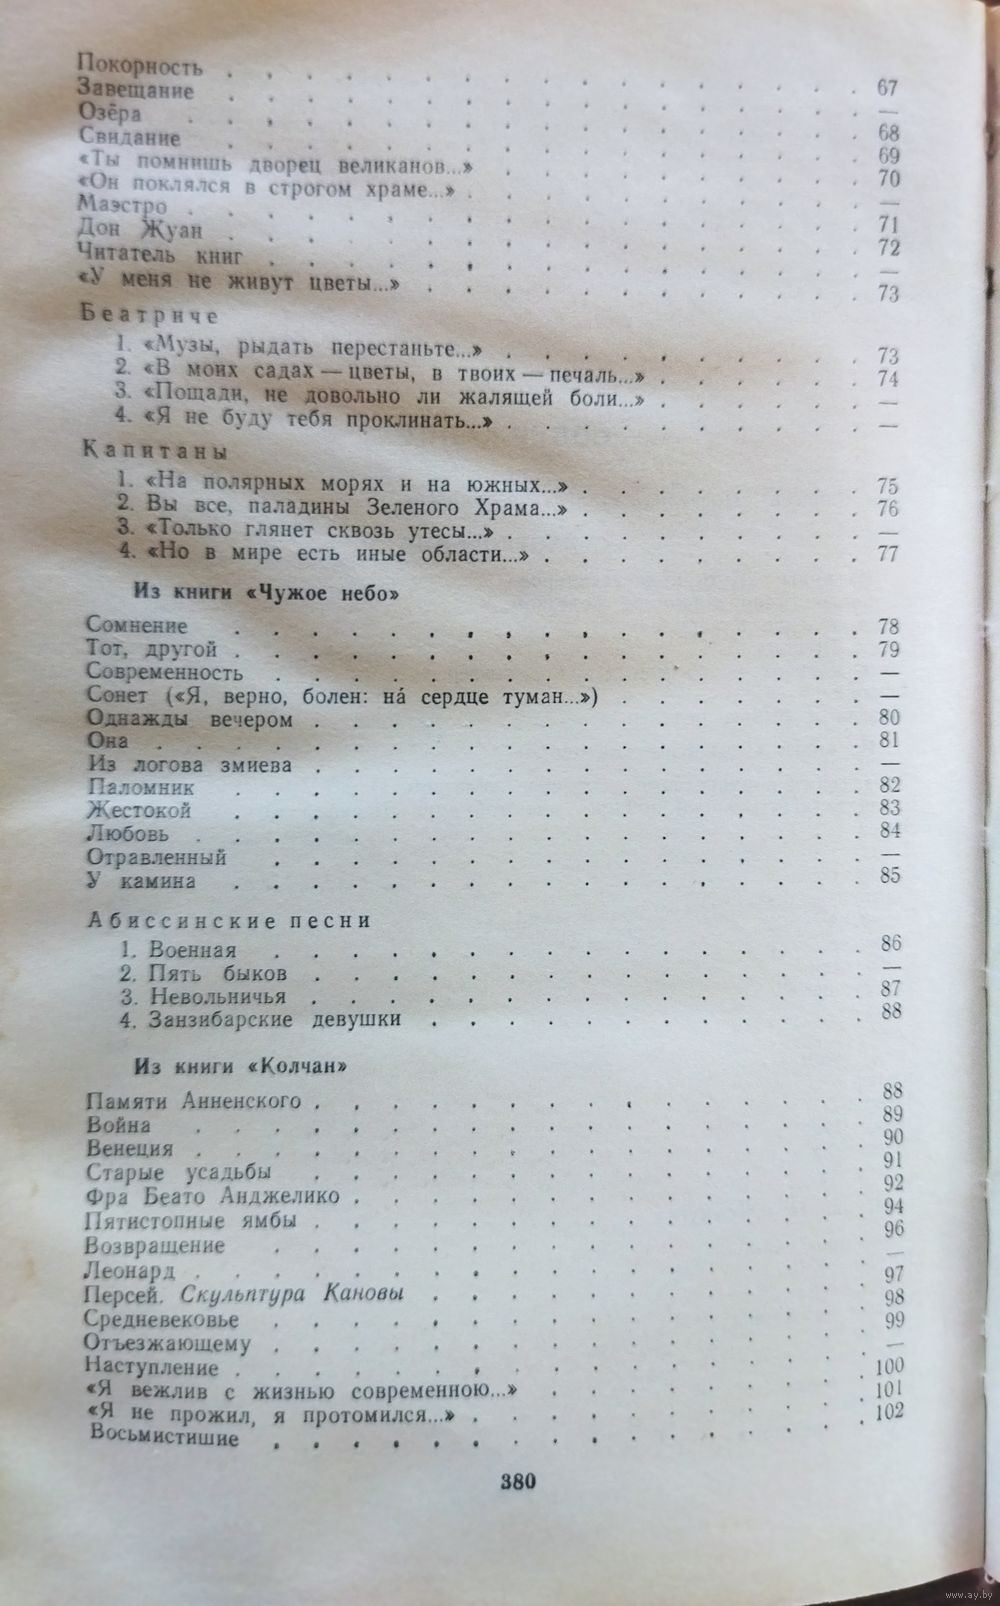 Покорность . . . . . . . . . . . . . . . . . 67
Завещание . . . . . . . . . . . . . . . . . —
Озёра . . . . . . . . . . . . . . . . . . 68
Свидание . . . . . . . . . . . . . . . . . 69
«Ты помнишь дворец великанов...» . . . . . . . . . . 70
«Он поклялся в строгом храме...» . . . . . . . . . . . —
Маэстро . . . . . . . . . . . . . . . . . . 71
Дон Жуан . . . . . . . . . . . . . . . . . 72
Читатель книг . . . . . . . . . . . . . . . . —
«У меня не живут цветы...» . . . . . . . . . . . . 73
Беатриче
1. «Музы, рыдать перестаньте...» . . . . . . . . . . 73
2. «В моих садах — цветы, в твоих — печаль...» . . . . . . 74
3. «Пощади, не довольно ли жалящей боли...» . . . . . . —
4. «Я не буду тебя проклинать...» . . . . . . . . . . —
Капитаны
1. «На полярных морях и на южных...» . . . . . . . . 75
2. Вы все, паладины Зеленого Храма...» . . . . . . . . 76
3. «Только глянет сквозь утесы...» . . . . . . . . . . —
4. «Но в мире есть иные области...» . . . . . . . . . 77
Из книги «Чужое небо»
Сомнение . . . . . . . . . . . . . . . . . 78
Тот, другой . . . . . . . . . . . . . . . . . 79
Современность . . . . . . . . . . . . . . . . —
Сонет («Я, верно, болен: нá сердце туман...») . . . . . . . —
Однажды вечером . . . . . . . . . . . . . . . 80
Она . . . . . . . . . . . . . . . . . . . 81
Из логова змиева . . . . . . . . . . . . . . . —
Паломник . . . . . . . . . . . . . . . . . 82
Жестокой . . . . . . . . . . . . . . . . . 83
Любовь . . . . . . . . . . . . . . . . . . 84
Отравленный . . . . . . . . . . . . . . . . —
У камина . . . . . . . . . . . . . . . . . 85
Абиссинские песни
1. Военная . . . . . . . . . . . . . . . . 86
2. Пять быков . . . . . . . . . . . . . . . —
3. Невольничья . . . . . . . . . . . . . . . 87
4. Занзибарские девушки . . . . . . . . . . . . 88
Из книги «Колчан»
Памяти Анненского . . . . . . . . . . . . . . . 88
Война . . . . . . . . . . . . . . . . . . 89
Венеция . . . . . . . . . . . . . . . . . . 90
Старые усадьбы . . . . . . . . . . . . . . . 91
Фра Беато Анджелико . . . . . . . . . . . . . . 92
Пятистопные ямбы . . . . . . . . . . . . . . . 94
Возвращение . . . . . . . . . . . . . . . . 96
Леонард . . . . . . . . . . . . . . . . . . —
Персей. Скульптура Кановы . . . . . . . . . . . . 97
Средневековье . . . . . . . . . . . . . . . . 98
Отъезжающему . . . . . . . . . . . . . . . . 99
Наступление . . . . . . . . . . . . . . . . . —
«Я вежлив с жизнью современною...» . . . . . . . . . 100
«Я не прожил, я протомился...» . . . . . . . . . . . 101
Восьмистишие . . . . . . . . . . . . . . . . 102
380
www.ay.by